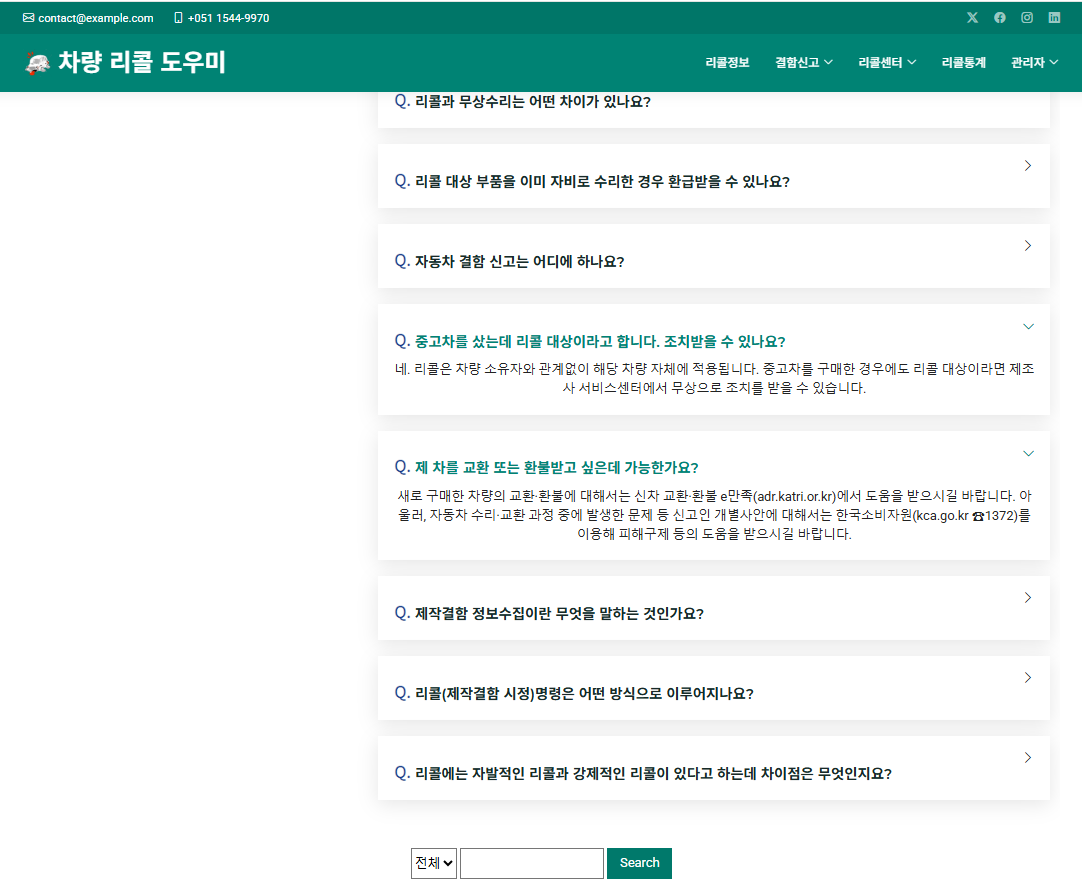 contact@example.com +051 1544-9970
차량 리콜 도우미
리콜정보 결함신고 리콜센터 리콜통계 관리자
Q. 리콜과 무상수리는 어떤 차이가 있나요?
Q. 리콜 대상 부품을 이미 자비로 수리한 경우 환급받을 수 있나요?
Q. 자동차 결함 신고는 어디에 하나요?
Q. 중고차를 샀는데 리콜 대상이라고 합니다. 조치받을 수 있나요?
네. 리콜은 차량 소유자와 관계없이 해당 차량 자체에 적용됩니다. 중고차를 구매한 경우에도 리콜 대상이라면 제조
사 서비스센터에서 무상으로 조치를 받을 수 있습니다.
Q. 제 차를 교환 또는 환불받고 싶은데 가능한가요?
새로 구매한 차량의 교환·환불에 대해서는 신차 교환·환불 e만족(adr.katri.or.kr)에서 도움을 받으시길 바랍니다. 아
울러, 자동차 수리·교환 과정 중에 발생한 문제 등 신고인 개별사안에 대해서는 한국소비자원(kca.go.kr ☎1372)를
이용해 피해구제 등의 도움을 받으시길 바랍니다.
Q. 제작결함 정보수집이란 무엇을 말하는 것인가요?
Q. 리콜(제작결함 시정)명령은 어떤 방식으로 이루어지나요?
Q. 리콜에는 자발적인 리콜과 강제적인 리콜이 있다고 하는데 차이점은 무엇인지요?
전체 Search